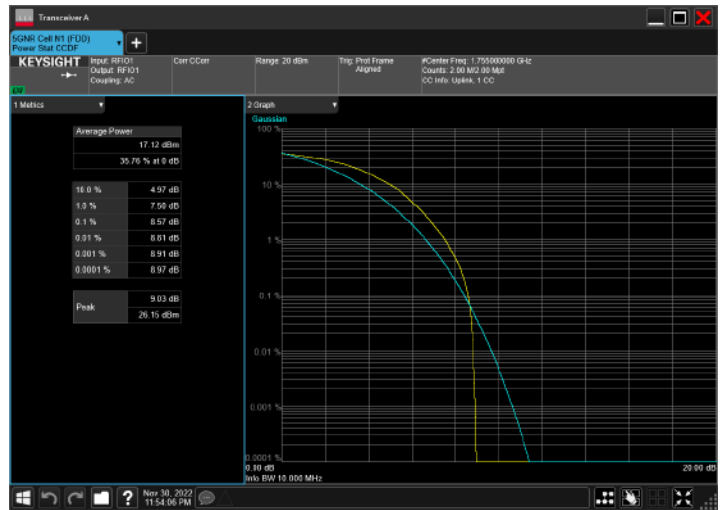 Transceiver A
5GNR Cell N1 (FDD)
Power Stat CCDF
KEYSIGHT
Input: RFIO1
Output: RFIO1
Coupling: AC
Corr CCorr
Range: 20 dBm
Trig: Prot Frame
Aligned
#Center Freq: 1.755000000 GHz
Counts: 2.00 M/2.00 Mpt
CC Info: Uplink, 1 CC
1 Metrics
Average Power
17.12 dBm
35.76 % at 0 dB
10.0 % 4.97 dB
1.0 % 7.50 dB
0.1 % 8.57 dB
0.01 % 8.81 dB
0.001 % 8.91 dB
0.0001 % 8.97 dB
Peak
9.03 dB
26.15 dBm
2 Graph
Gaussian
100 %
10 %
1 %
0.1 %
0.01 %
0.001 %
0.0001 %
0.00 dB
20.00 dB
Info BW 10.000 MHz
?
Nov 30, 2022
11:54:06 PM